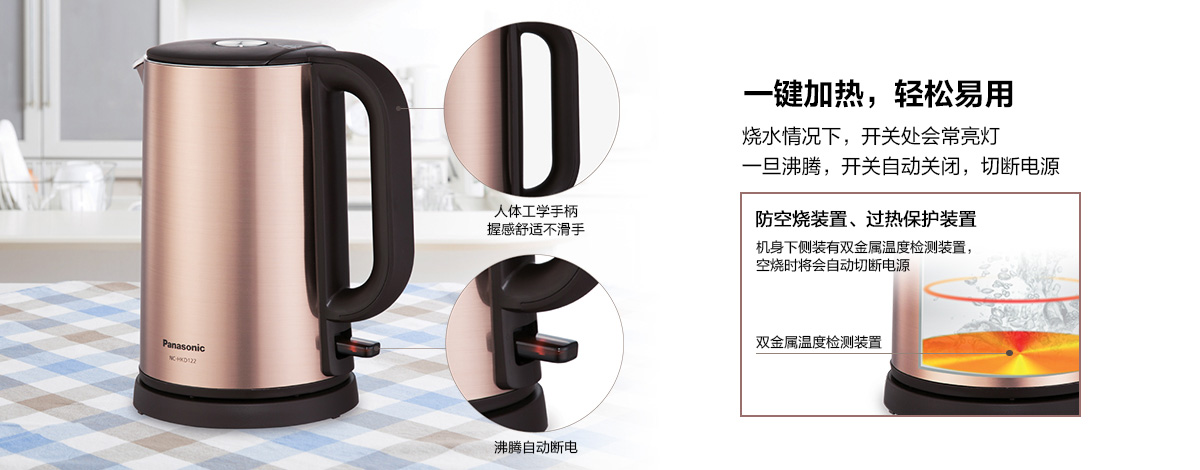 Panasonic
NC-HKD122
人体工学手柄
握感舒适不滑手
沸腾自动断电
一键加热，轻松易用
烧水情况下，开关处会常亮灯
一旦沸腾，开关自动关闭，切断电源
防空烧装置、过热保护装置
机身下侧装有双金属温度检测装置，
空烧时将会自动切断电源
双金属温度检测装置